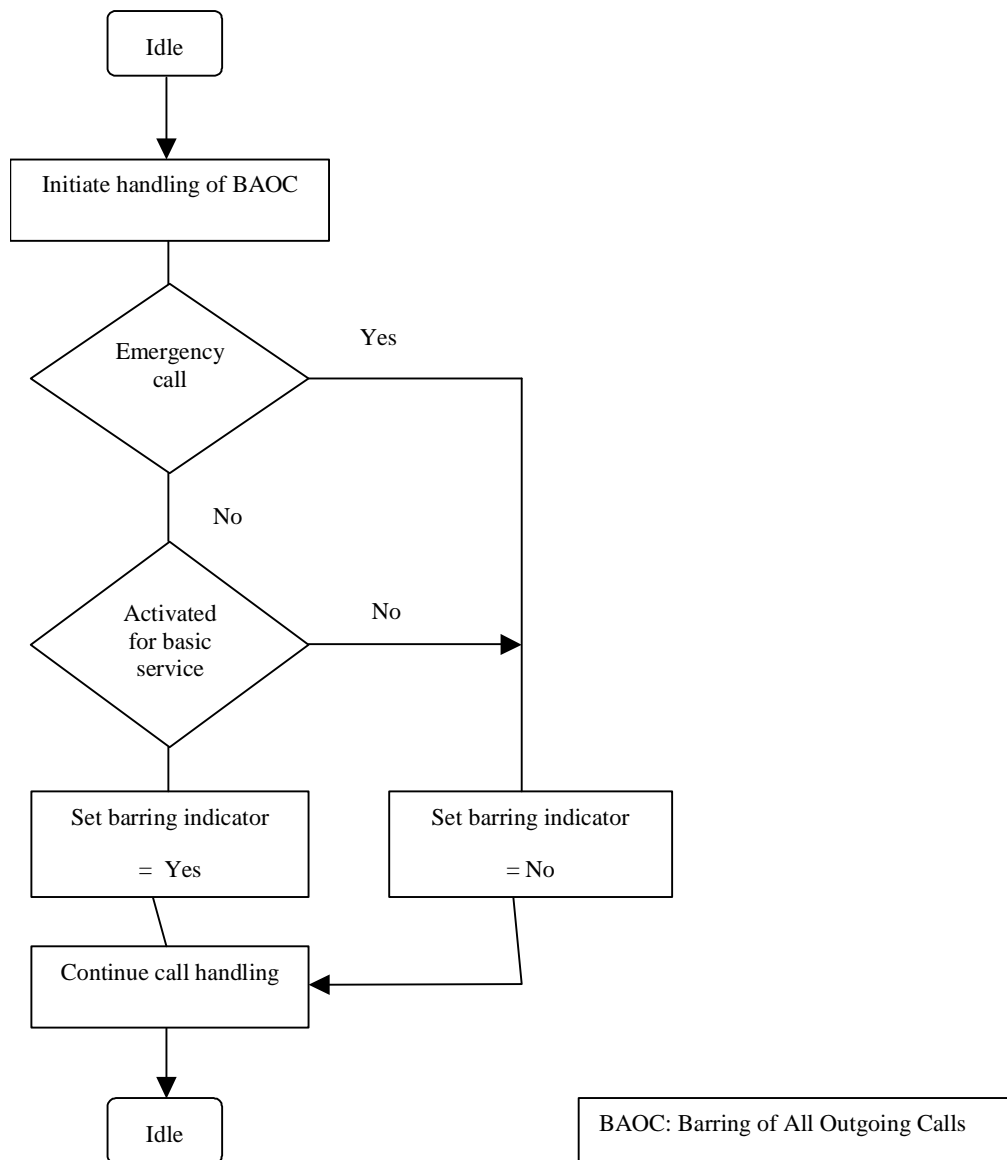 Idle
Initiate handling of BAOC
Emergency
call
Yes
No
Activated
for basic
service
No
Set barring indicator
=  Yes
Set barring indicator
= No
Continue call handling
Idle
BAOC: Barring of All Outgoing Calls